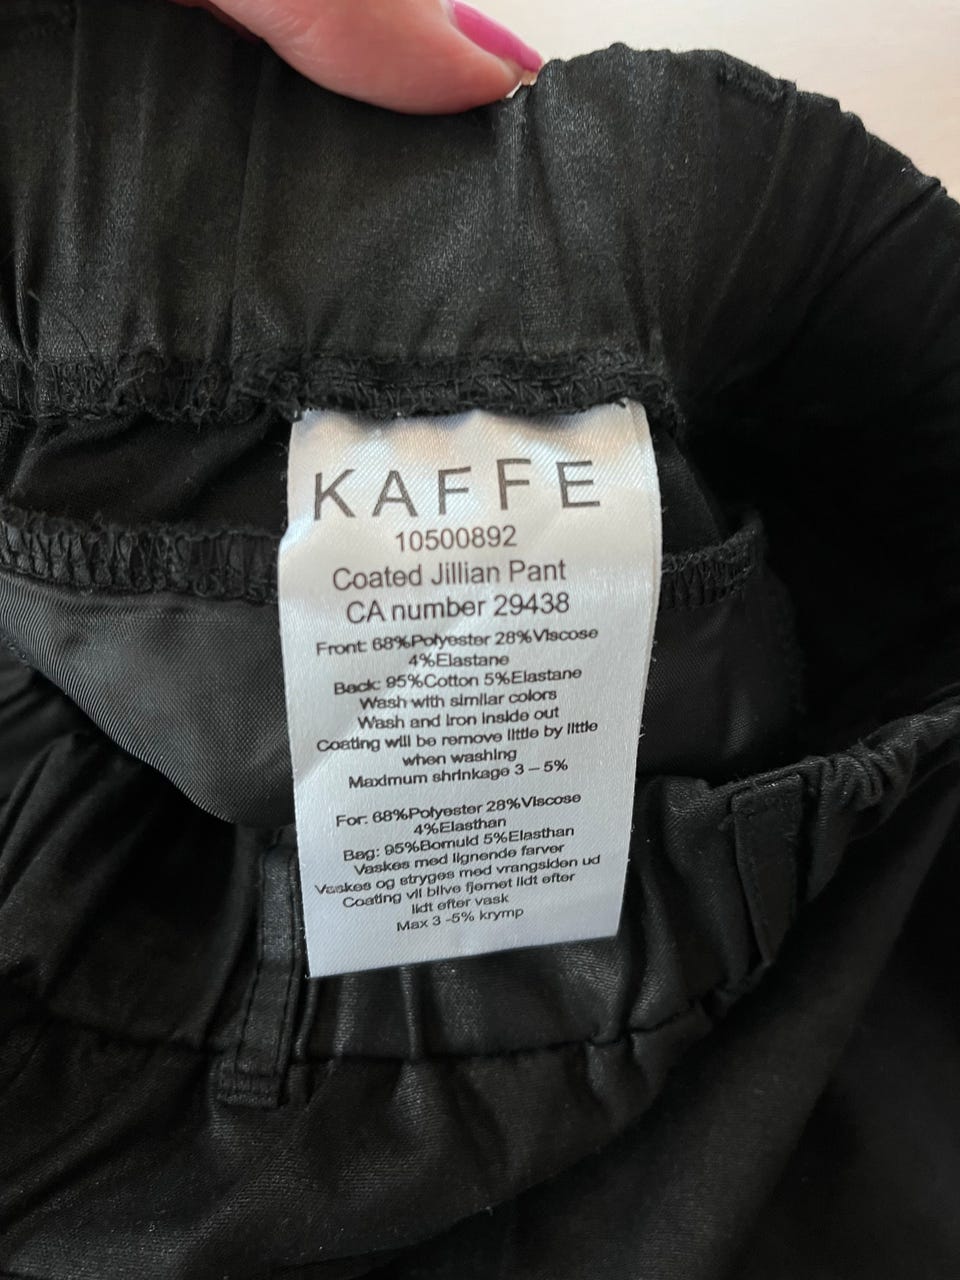 KAFFE
10500892
Coated Jillian Pant
CA number 29438
Front: 68%Polyester 28%Viscose
4%Elastane
Back: 95%Cotton 5%Elastane
Wash with similar colors
Wash and Iron inside out
Coating will be remove little by little
when washing
Maximum shrinkage 3 – 5%
For: 68%Polyester 28%Viscose
4%Elasthan
Bag: 95%Bomuld 5%Elasthan
Vaskes med lignende farver
Vaskes og stryges med vrangsiden ud
Coating vil blive fjernet lidt efter
lidt efter vask
Max 3 -5% krymp